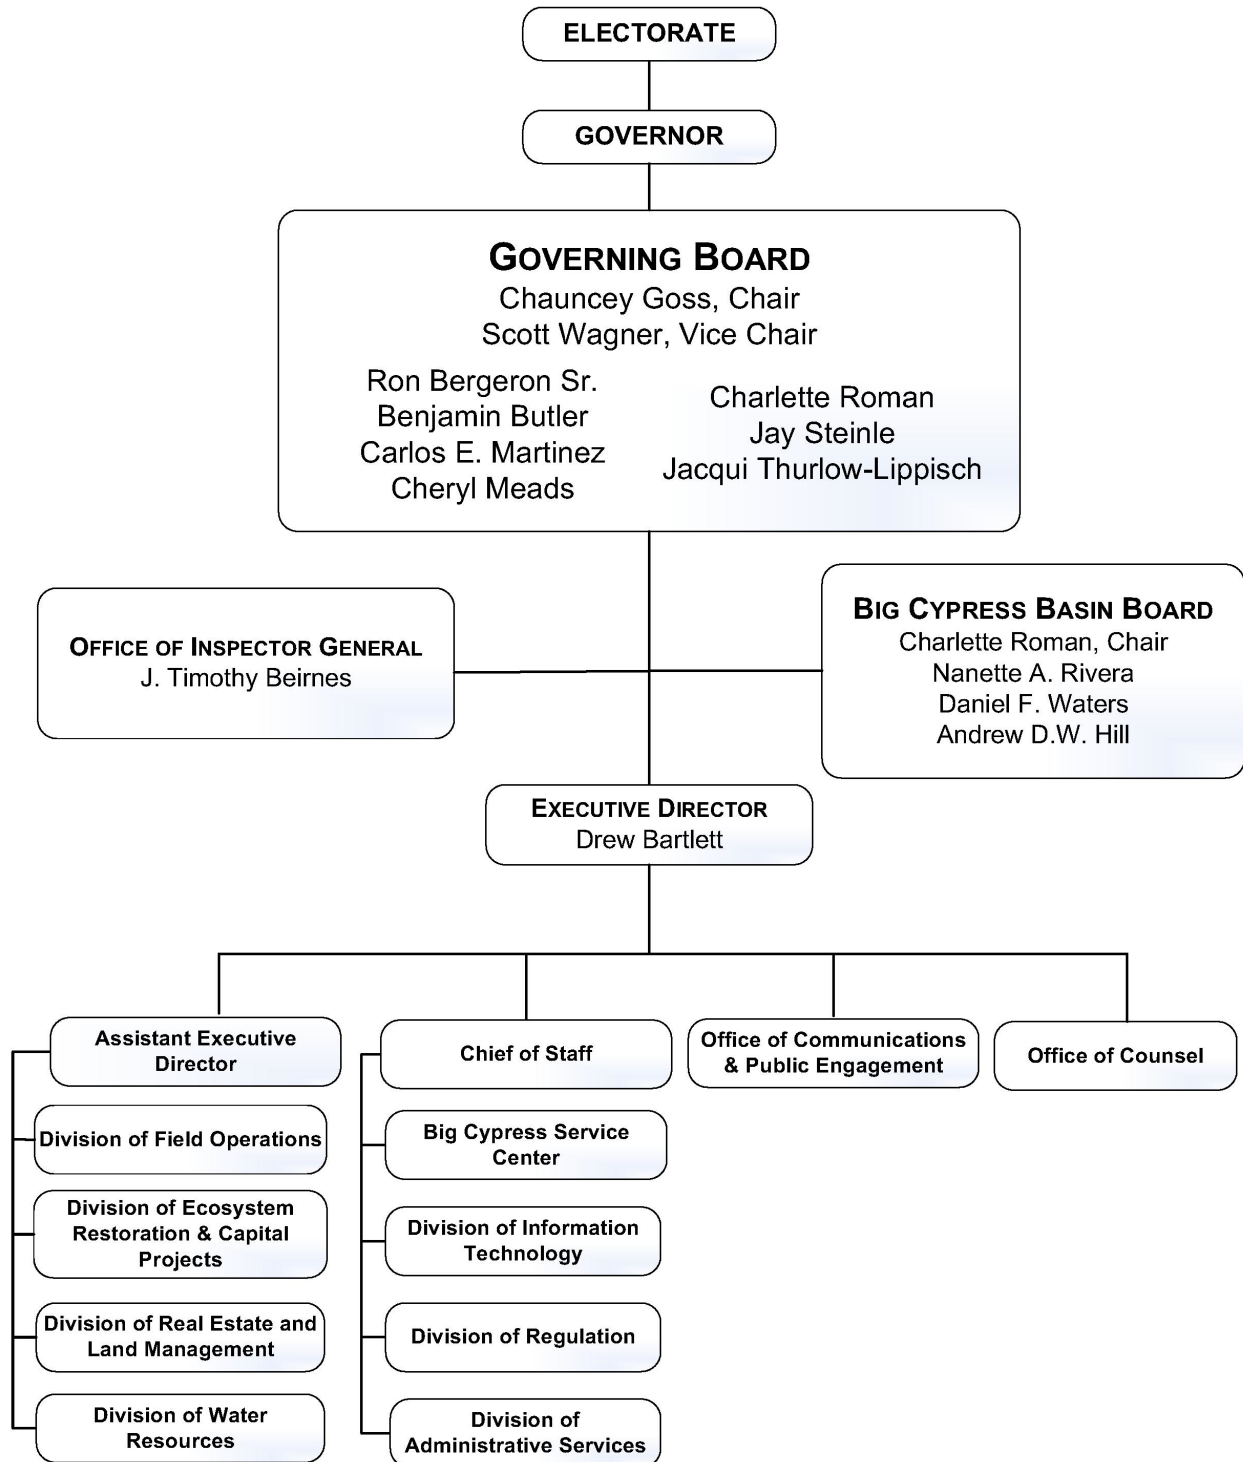 ELECTORATE
GOVERNOR
GOVERNING BOARD
Chauncey Goss, Chair
Scott Wagner, Vice Chair
Ron Bergeron Sr.
Benjamin Butler
Carlos E. Martinez
Cheryl Meads
Charlette Roman
Jay Steinle
Jacqui Thurlow-Lippisch
OFFICE OF INSPECTOR GENERAL
J. Timothy Beirnes
BIG CYPRESS BASIN BOARD
Charlette Roman, Chair
Nanette A. Rivera
Daniel F. Waters
Andrew D.W. Hill
EXECUTIVE DIRECTOR
Drew Bartlett
Assistant Executive
Director
Division of Field Operations
Division of Ecosystem
Restoration & Capital
Projects
Division of Real Estate and
Land Management
Division of Water
Resources
Chief of Staff
Big Cypress Service
Center
Division of Information
Technology
Division of Regulation
Division of
Administrative Services
Office of Communications
& Public Engagement
Office of Counsel